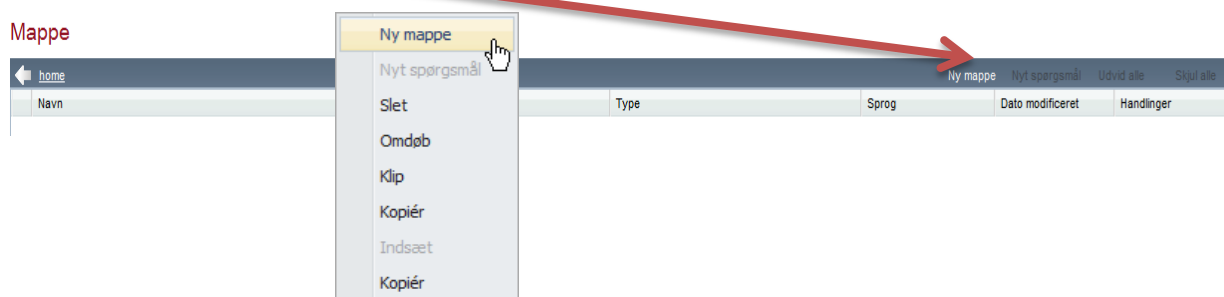 Mappe
home Ny mappe Nyt spørgsmål Udvid alle Skjul alle
Navn Type Sprog Dato modificeret Handlinger
Ny mappe
Nyt spørgsmål
Slet
Omdøb
Klip
Kopiér
Indsæt
Kopiér